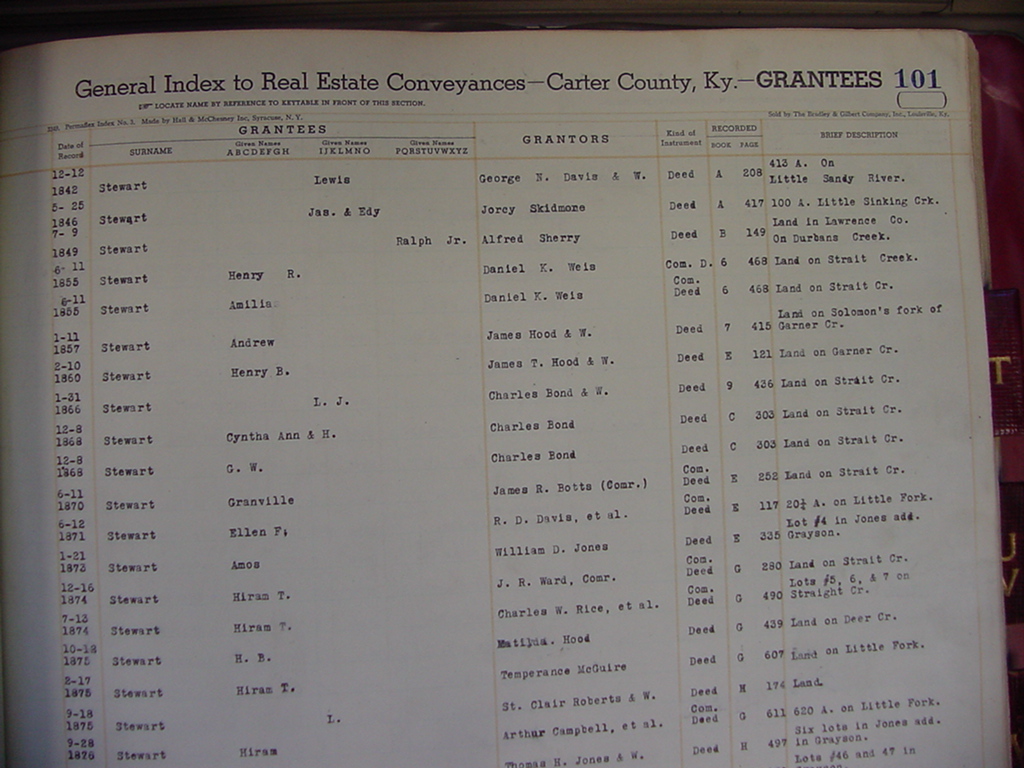 General Index to Real Estate Conveyances—Carter County, Ky.—GRANTEES 101
LOCATE NAME BY REFERENCE TO KEYTABLE IN FRONT OF THIS SECTION.
Permaflex Index No. 3. Made by Hall & McChesney Inc, Syracuse, N. Y. Sold by The Bradley & Gilbert Company, Inc., Louisville, Ky.
Date of Record GRANTEES GRANTORS Kind of Instrument RECORDED BRIEF DESCRIPTION
SURNAME Given Names ABCDEFGH Given Names IJKLMNO Given Names PQRSTUVWXYZ BOOK PAGE
12-12 1842 Stewart Lewis George N. Davis & W. Deed A 208 413 A. On Little Sandy River.
5- 25 1846 Stewart Jas. & Edy Jorcy Skidmone Deed A 417 100 A. Little Sinking Crk.
7- 9 1849 Stewart Ralph Jr. Alfred Sherry Deed B 149 Land in Lawrence Co. On Durbans Creek.
6- 11 1855 Stewart Henry R. Daniel K. Weis Com. D. 6 468 Land on Strait Creek.
6-11 1855 Stewart Amilia Daniel K. Weis Com. Deed 6 468 Land on Strait Cr.
1-11 1857 Stewart Andrew James Hood & W. Deed 7 415 Land on Solomon's fork of Garner Cr.
2-10 1860 Stewart Henry B. James T. Hood & W. Deed E 121 Land on Garner Cr.
1-31 1866 Stewart L. J. Charles Bond & W. Deed 9 436 Land on Strait Cr.
12-8 1868 Stewart Cyntha Ann & H. Charles Bond Deed C 303 Land on Strait Cr.
12-8 1868 Stewart G. W. Charles Bond Deed C 303 Land on Strait Cr.
6-11 1870 Stewart Granville James R. Botts (Comr.) Com. Deed E 252 Land on Strait Cr.
6-12 1871 Stewart Ellen F. R. D. Davis, et al. Com. Deed E 117 20¼ A. on Little Fork.
1-21 1873 Stewart Amos William D. Jones Deed E 335 Lot #4 in Jones add. Grayson.
12-16 1874 Stewart Hiram T. J. R. Ward, Comr. Com. Deed G 280 Land on Strait Cr.
7-13 1874 Stewart Hiram T. Charles W. Rice, et al. Com. Deed G 490 Lots #5, 6, & 7 on Straight Cr.
10-18 1875 Stewart H. B. Matilda. Hood Deed G 439 Land on Deer Cr.
2-17 1875 Stewart Hiram T. Temperance McGuire Deed G 607 Land on Little Fork.
9-18 1875 Stewart L. St. Clair Roberts & W. Deed H 174 Land
9-28 1876 Stewart Hiram Arthur Campbell, et al. Com. Deed G 611 620 A. on Little Fork.
Thomas H. Jones & W. Deed H 497 Six lots in Jones add. in Grayson.
Lots #46 and 47 in
T
U
V